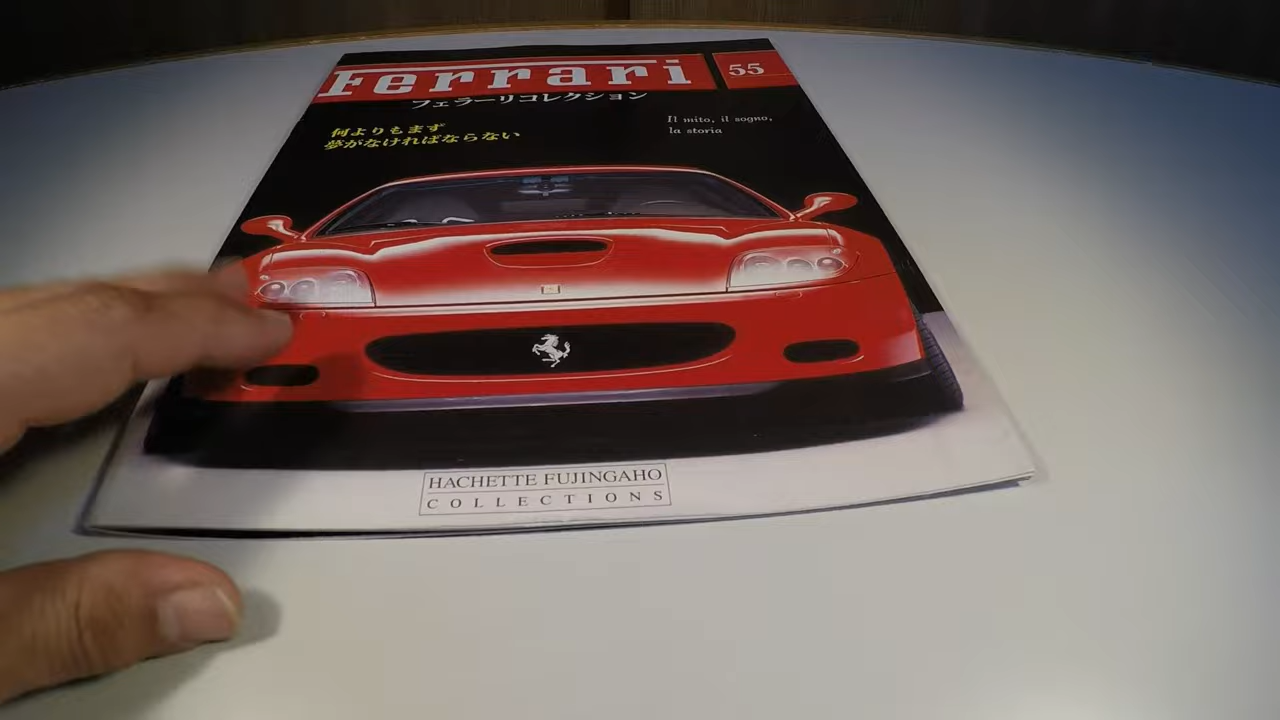 Ferrari
55
フェラーリコレクション
何よりもまず
夢がなければならない
Il mito, il sogno,
la storia
HACHETTE FUJINGAHO
COLLECTIONS